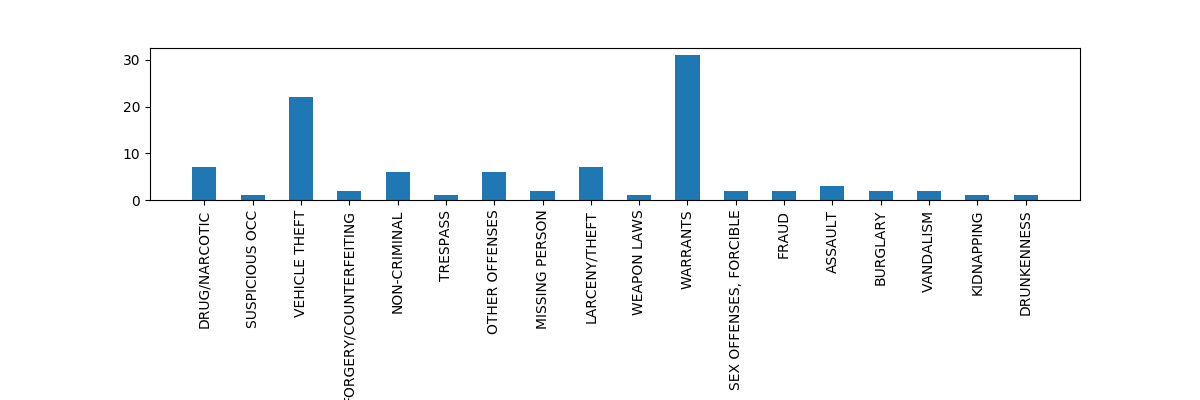 30
20
10
0
DRUG/NARCOTIC
SUSPICIOUS OCC
VEHICLE THEFT
FORGERY/COUNTERFEITING
NON-CRIMINAL
TRESPASS
OTHER OFFENSES
MISSING PERSON
LARCENY/THEFT
WEAPON LAWS
WARRANTS
SEX OFFENSES, FORCIBLE
FRAUD
ASSAULT
BURGLARY
VANDALISM
KIDNAPPING
DRUNKENNESS